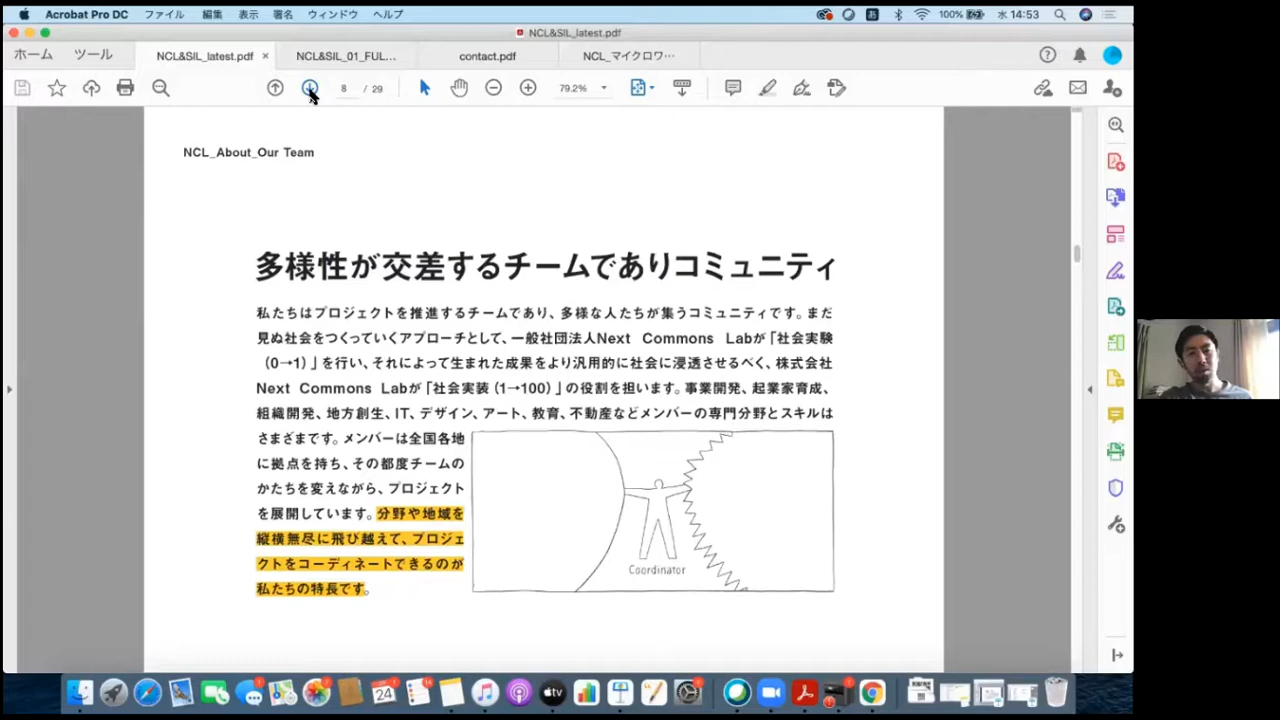 Acrobat Pro DC ファイル 編集 表示 署名 ウィンドウ ヘルプ 100% 水 14:53
NCL&SIL_latest.pdf
ホーム ツール NCL&SIL_latest.pdf × NCL&SIL_01_FUL... contact.pdf NCL_マイクロワ...
8 / 29 79.2%
NCL_About_Our Team
多様性が交差するチームでありコミュニティ
私たちはプロジェクトを推進するチームであり、多様な人たちが集うコミュニティです。まだ
見ぬ社会をつくっていくアプローチとして、一般社団法人Next Commons Labが「社会実験
（0→1）」を行い、それによって生まれた成果をより汎用的に社会に浸透させるべく、株式会社
Next Commons Labが「社会実装（1→100）」の役割を担います。事業開発、起業家育成、
組織開発、地方創生、IT、デザイン、アート、教育、不動産などメンバーの専門分野とスキルは
さまざまです。メンバーは全国各地
に拠点を持ち、その都度チームの
かたちを変えながら、プロジェクト
を展開しています。分野や地域を
縦横無尽に飛び越えて、プロジェ
クトをコーディネートできるのが
私たちの特長です。
Coordinator
24